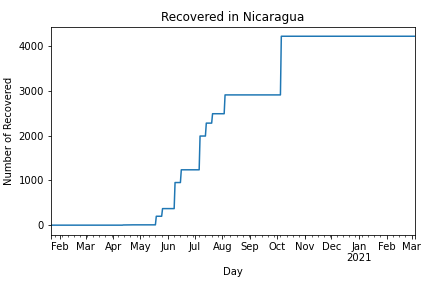 Recovered in Nicaragua
Number of Recovered
4000
3000
2000
1000
0
Feb Mar Apr May Jun Jul Aug Sep Oct Nov Dec Jan Feb Mar
2021
Day